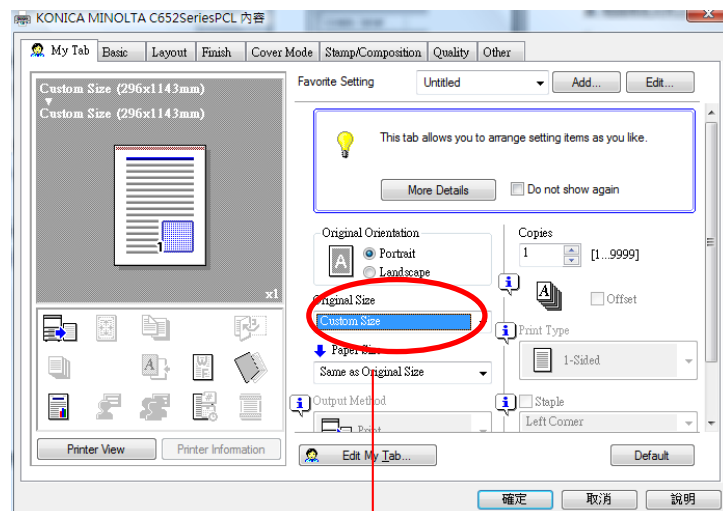 KONICA MINOLTA C652SeriesPCL 內容
My Tab
Basic
Layout
Finish
Cover Mode
Stamp/Composition
Quality
Other
Custom Size (296x1143mm)
Custom Size (296x1143mm)
1
x1
Printer View
Printer Information
Favorite Setting
Untitled
Add...
Edit...
This tab allows you to arrange setting items as you like.
More Details
Do not show again
Original Orientation
A
Portrait
Landscape
Original Size
Custom Size
Paper Size
Same as Original Size
Output Method
Print
Copies
1
[1...9999]
Offset
Print Type
1-Sided
Staple
Left Corner
Edit My Tab...
Default
確定
取消
說明